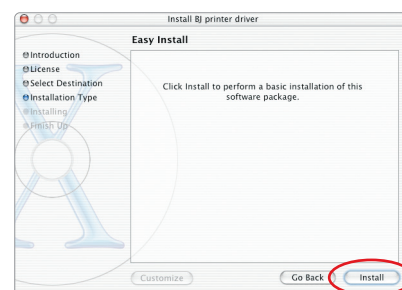 Install BJ printer driver
Easy Install
Introduction
License
Select Destination
Installation Type
Installing
Finish Up
Click Install to perform a basic installation of this
software package.
Customize
Go Back
Install